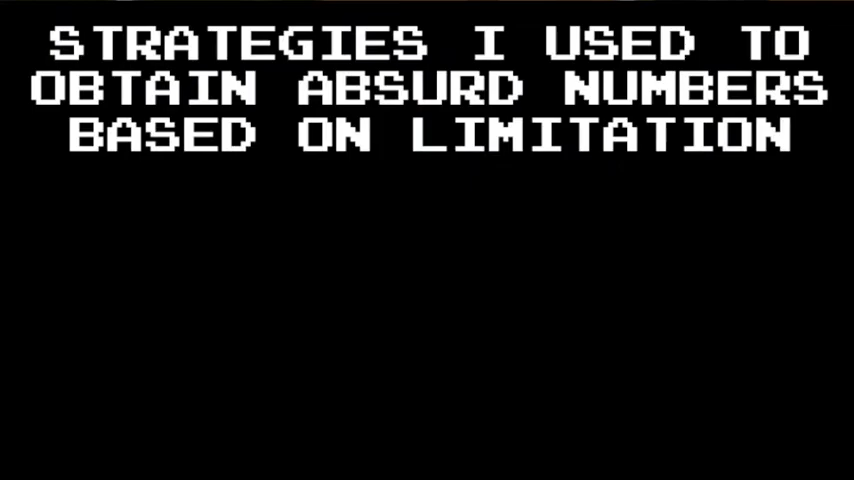 STRATEGIES I USED TO
OBTAIN ABSURD NUMBERS
BASED ON LIMITATION